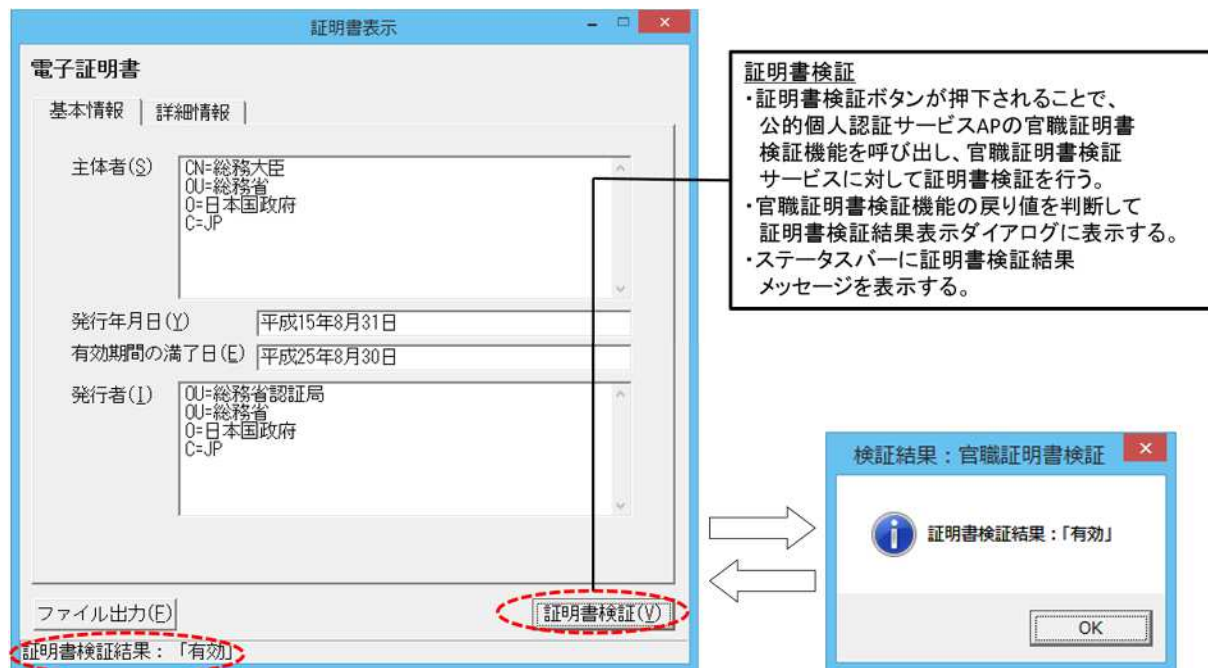 証明書表示
電子証明書
基本情報
詳細情報
主体者(S)
CN=総務大臣
OU=総務省
O=日本国政府
C=JP
発行年月日(Y)
平成15年8月31日
有効期間の満了日(E)
平成25年8月30日
発行者(I)
OU=総務省認証局
OU=総務省
O=日本国政府
C=JP
ファイル出力(F)
証明書検証(V)
証明書検証結果:「有効」
証明書検証
・証明書検証ボタンが押下されることで、
公的個人認証サービスAPの官職証明書
検証機能を呼び出し、官職証明書検証
サービスに対して証明書検証を行う。
・官職証明書検証機能の戻り値を判断して
証明書検証結果表示ダイアログに表示する。
・ステータスバーに証明書検証結果
メッセージを表示する。
検証結果:官職証明書検証
証明書検証結果:「有効」
OK